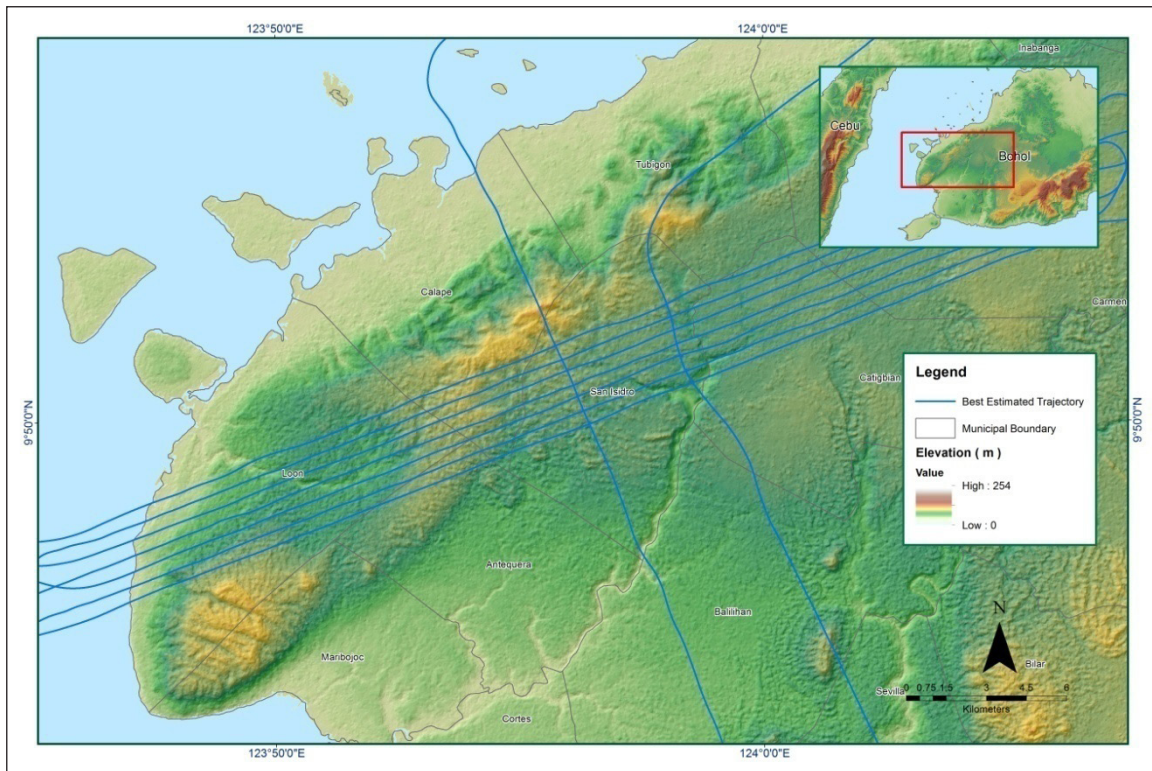 123°50'0"E
124°0'0"E
Inabanga
Cebu
Bohol
Tubigon
Calape
Carmen
Legend
Best Estimated Trajectory
Municipal Boundary
Elevation ( m )
Value
High : 254
Low : 0
San Isidro
Catigbian
9°50'0"N
9°50'0"N
Loon
Antequera
Balilihan
N
Maribojoc
Bilar
Sevilla
0 0.75 1.5 3 4.5 6
Kilometers
Cortes
123°50'0"E
124°0'0"E